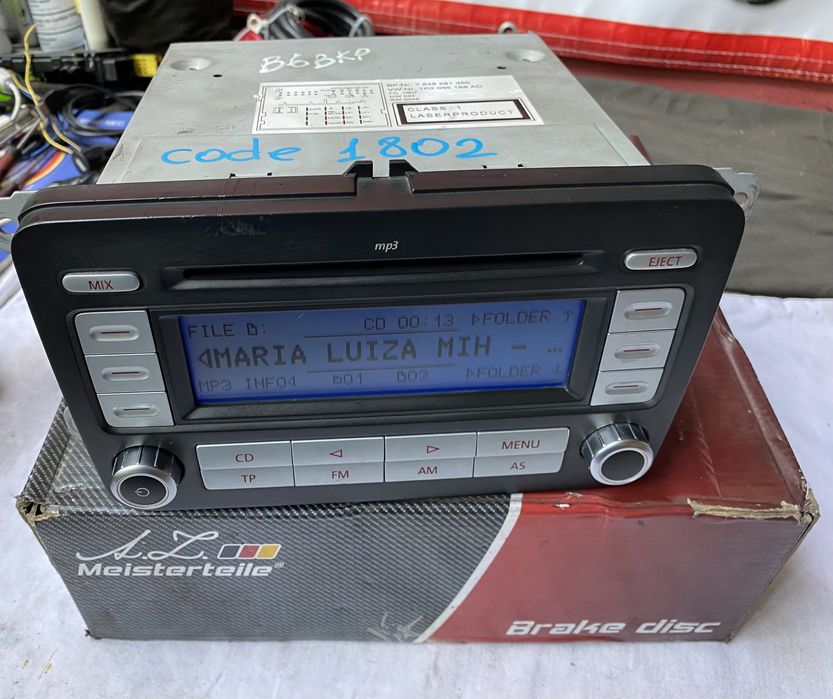 B6BKP
CLASS: 1
LASERPRODUCT
code 1802
mp3
MIX
EJECT
FILE : CD 00:13 FOLDER ↑
MARIA LUIZA MIH - …
MP3 INFO 01 03 FOLDER ↓
CD MENU
TP FM AM AS
A.Z.
Meisterteile
Brake disc